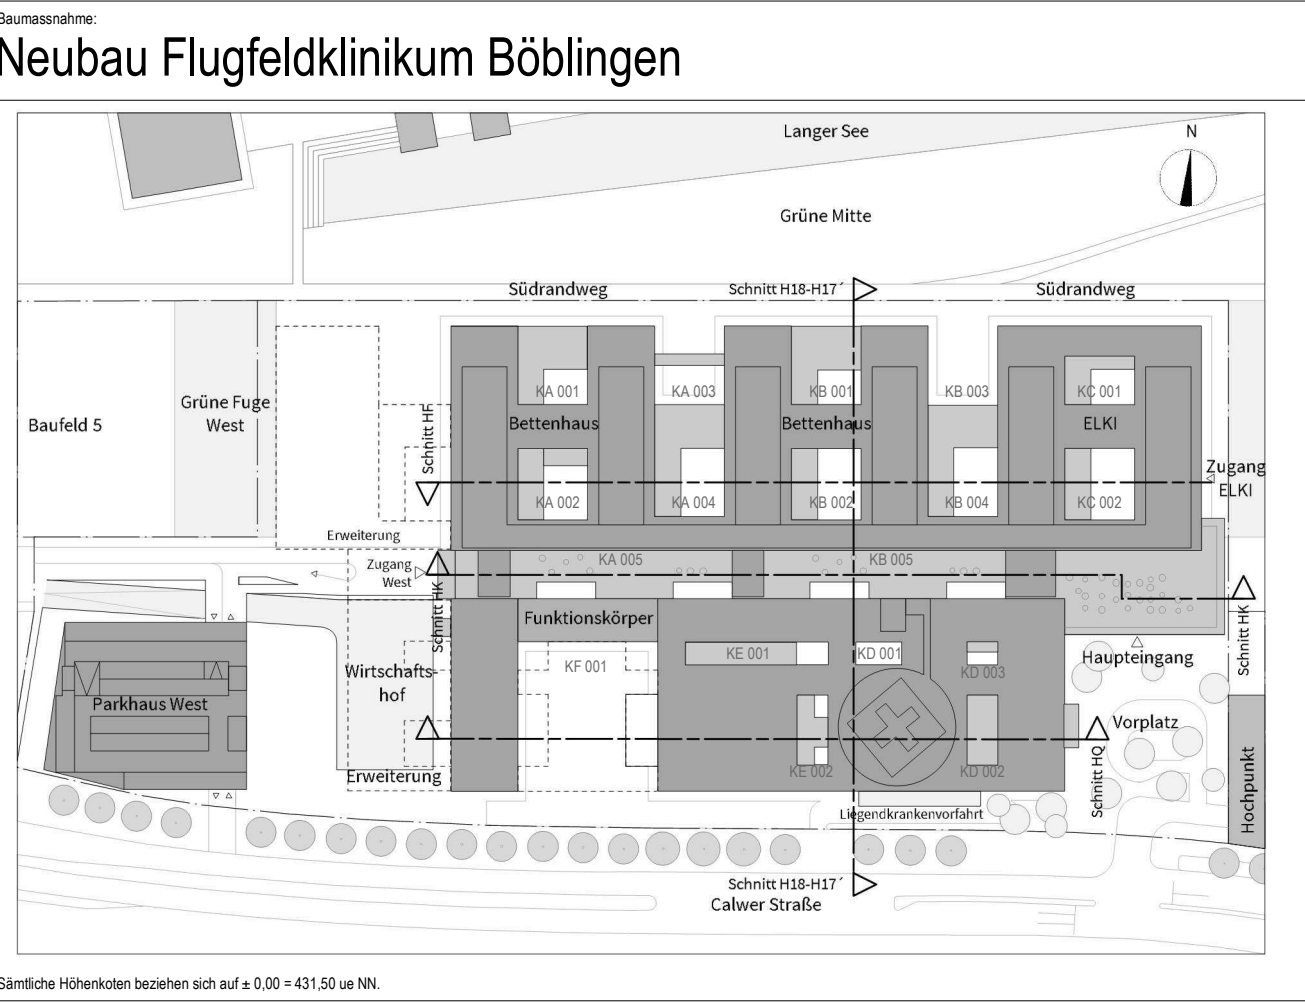 Baumassnahme:
Neubau Flugfeldklinikum Böblingen
Langer See
N
Grüne Mitte
Südrandweg
Schnitt H18-H17´
Südrandweg
Grüne Fuge
West
Baufeld 5
Schnitt HF
KA 001
KA 003
KB 001
KB 003
KC 001
Bettenhaus
Bettenhaus
ELKI
Zugang
ELKI
KA 002
KA 004
KB 002
KB 004
KC 002
Erweiterung
Zugang
West
KA 005
KB 005
Schnitt HK
Schnitt HK
Funktionskörper
Wirtschafts-
hof
KF 001
KE 001
KD 001
KD 003
Haupteingang
Parkhaus West
Vorplatz
Erweiterung
KE 002
KD 002
Schnitt HQ
Hochpunkt
Liegendkrankenvorfahrt
Schnitt H18-H17´
Calwer Straße
Sämtliche Höhenkoten beziehen sich auf ± 0,00 = 431,50 ue NN.